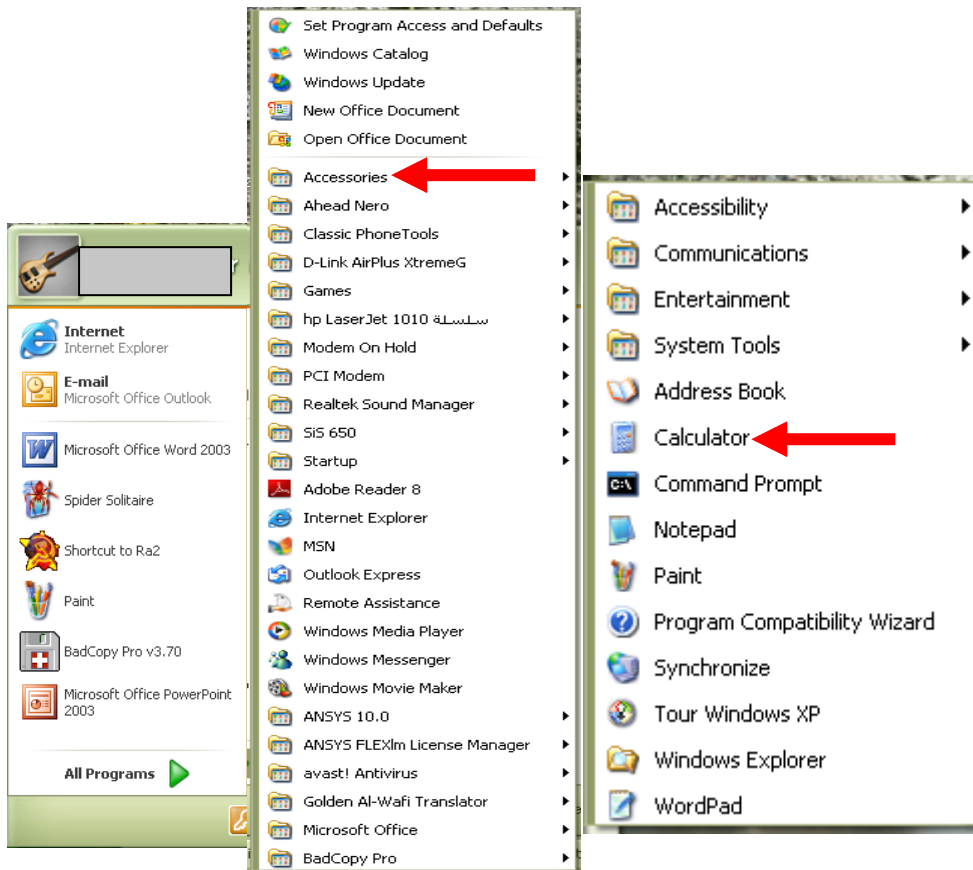 Internet
Internet Explorer
E-mail
Microsoft Office Outlook
Microsoft Office Word 2003
Spider Solitaire
Shortcut to Ra2
Paint
BadCopy Pro v3.70
Microsoft Office PowerPoint
2003
All Programs
Set Program Access and Defaults
Windows Catalog
Windows Update
New Office Document
Open Office Document
Accessories
Ahead Nero
Classic PhoneTools
D-Link AirPlus XtremeG
Games
hp LaserJet 1010 سلسلة
Modem On Hold
PCI Modem
Realtek Sound Manager
SiS 650
Startup
Adobe Reader 8
Internet Explorer
MSN
Outlook Express
Remote Assistance
Windows Media Player
Windows Messenger
Windows Movie Maker
ANSYS 10.0
ANSYS FLEXlm License Manager
avast! Antivirus
Golden Al-Wafi Translator
Microsoft Office
BadCopy Pro
Accessibility
Communications
Entertainment
System Tools
Address Book
Calculator
Command Prompt
Notepad
Paint
Program Compatibility Wizard
Synchronize
Tour Windows XP
Windows Explorer
WordPad